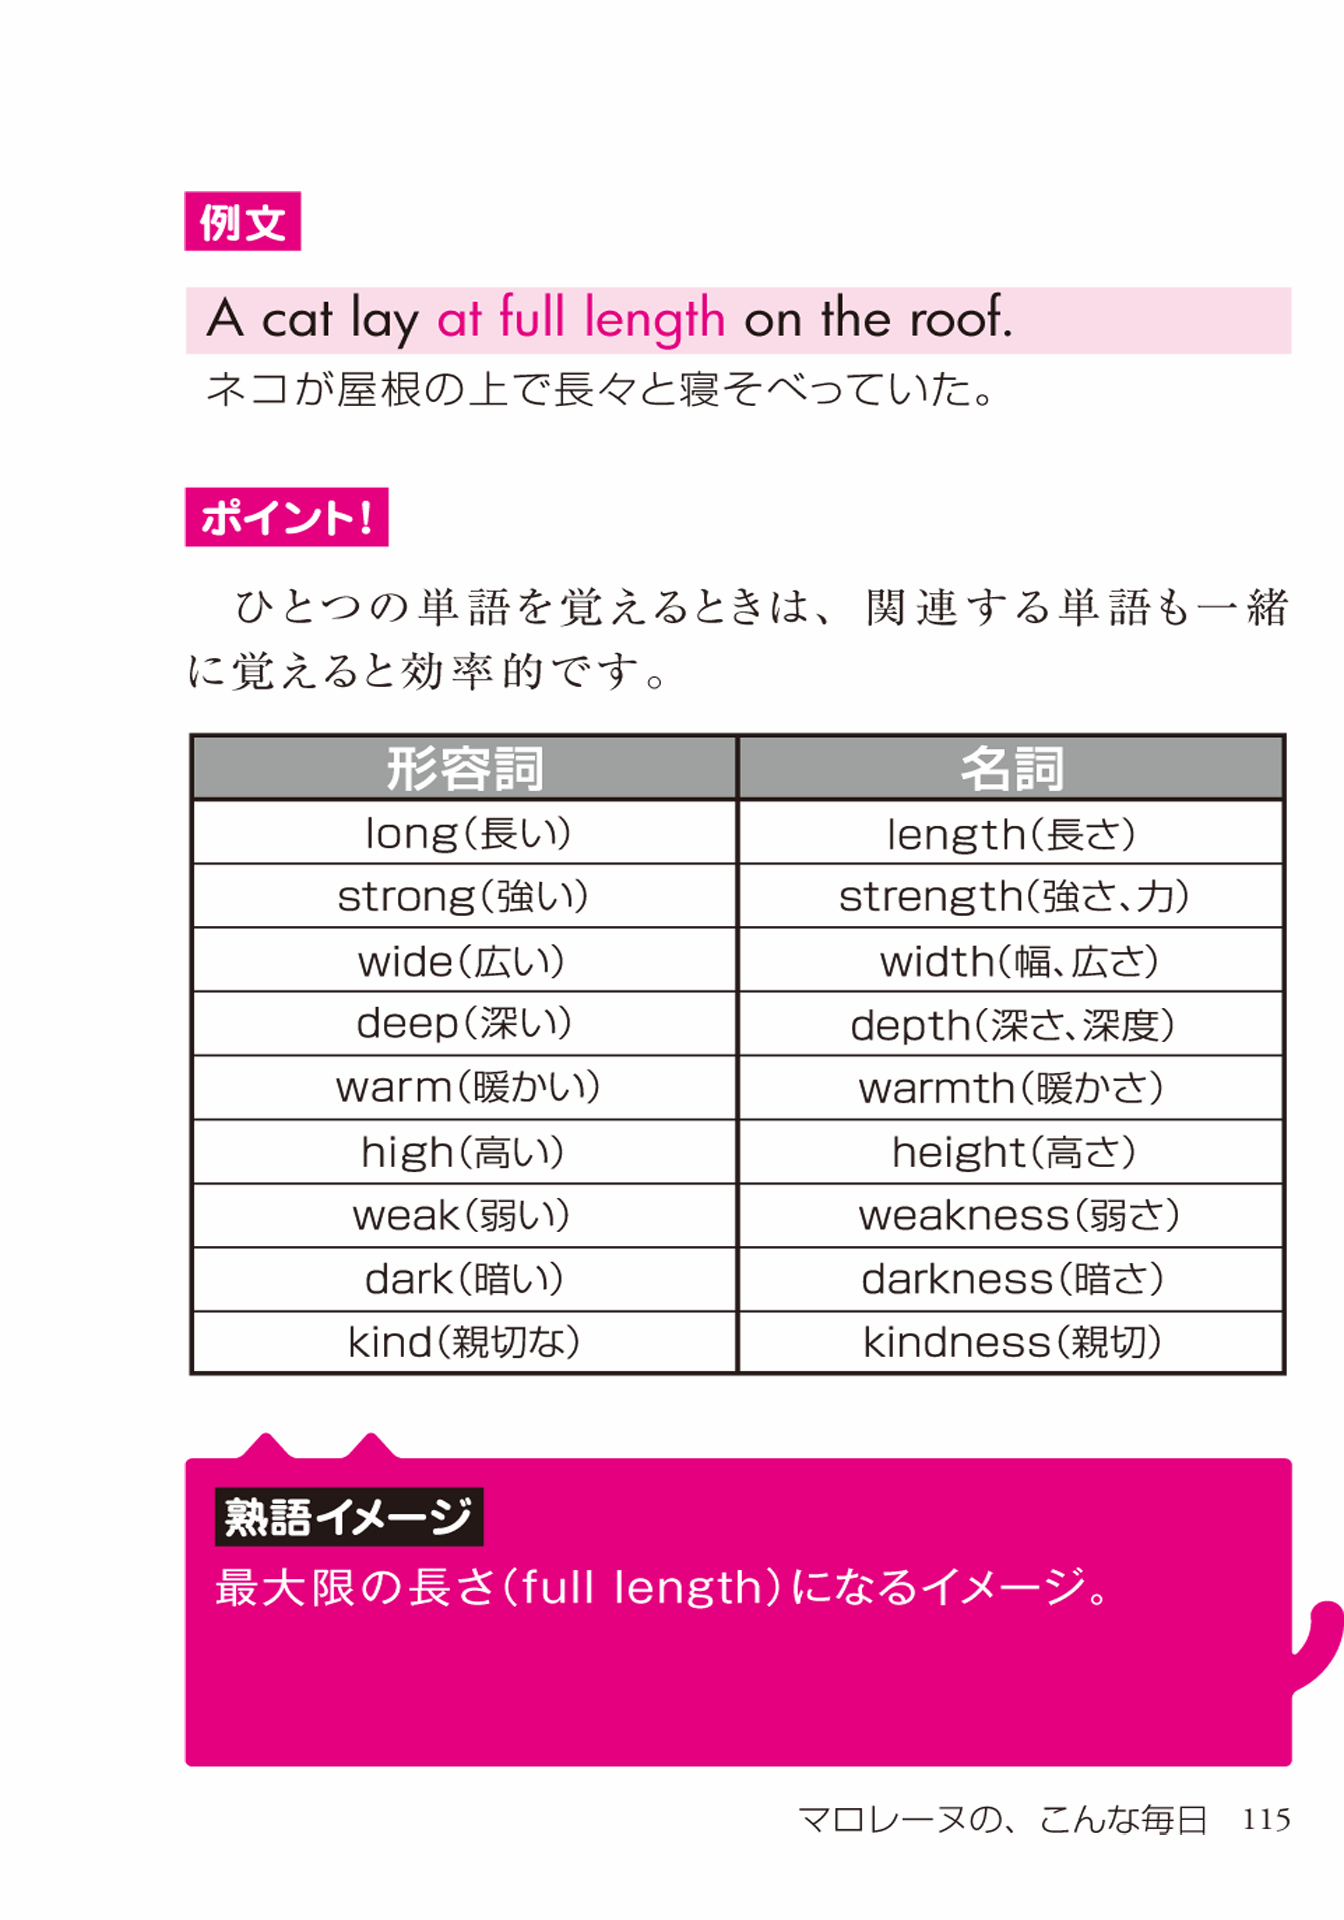 例文
A cat lay at full length on the roof.
ネコが屋根の上で長々と寝そべっていた。
ポイント!
ひとつの単語を覚えるときは、関連する単語も一緒
に覚えると効率的です。
形容詞 名詞
long(長い) length(長さ)
strong(強い) strength(強さ、力)
wide(広い) width(幅、広さ)
deep(深い) depth(深さ、深度)
warm(暖かい) warmth(暖かさ)
high(高い) height(高さ)
weak(弱い) weakness(弱さ)
dark(暗い) darkness(暗さ)
kind(親切な) kindness(親切)
熟語イメージ
最大限の長さ(full length)になるイメージ。
マロレーヌの、こんな毎日 115